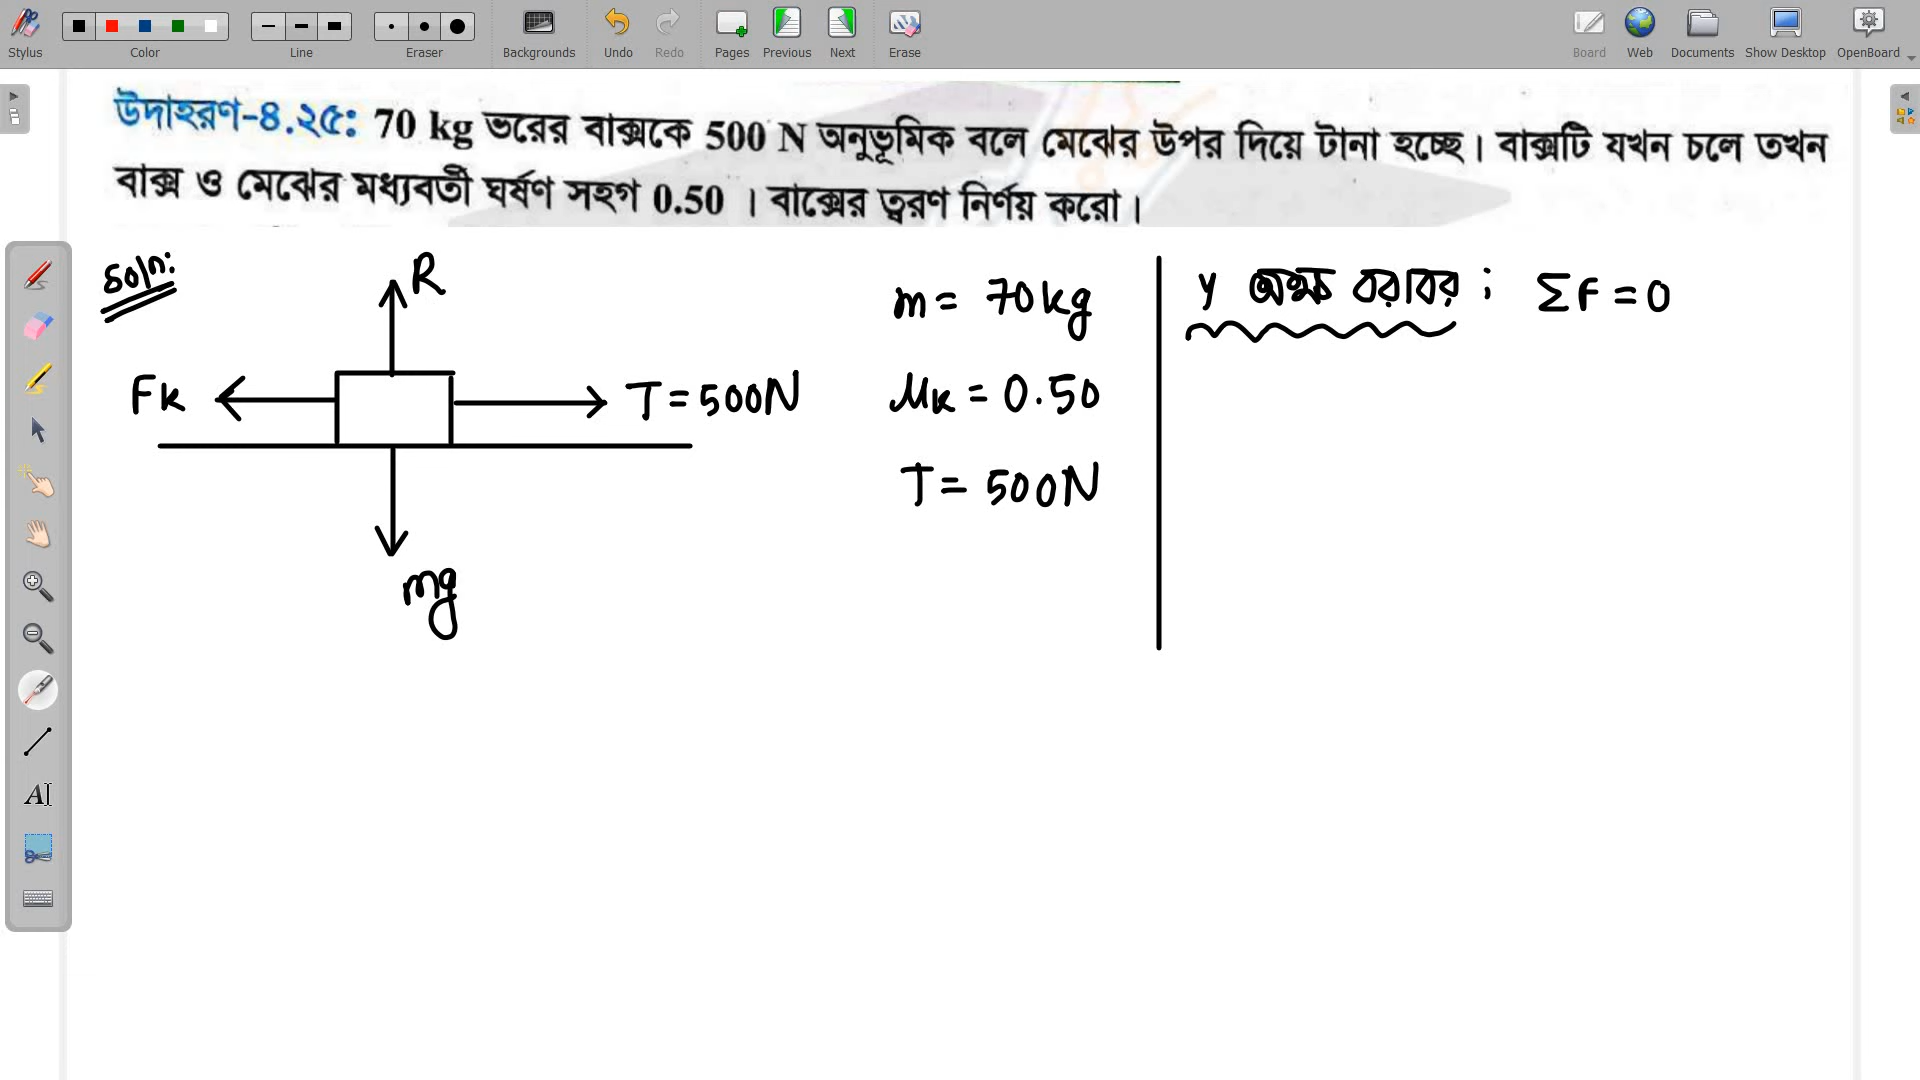 Stylus Color Line Eraser Backgrounds Undo Redo Pages Previous Next Erase Board Web Documents Show Desktop OpenBoard
উদাহরণ-৪.২৫: 70 kg ভরের বাক্সকে 500 N অনুভূমিক বলে মেঝের উপর দিয়ে টানা হচ্ছে। বাক্সটি যখন চলে তখন
বাক্স ও মেঝের মধ্যবর্তী ঘর্ষণ সহগ 0.50 । বাক্সের ত্বরণ নির্ণয় করো।
Soln:
R
Fk
T = 500N
mg
m = 70kg
μk = 0.50
T = 500N
y অক্ষ বরাবর ; ΣF = 0